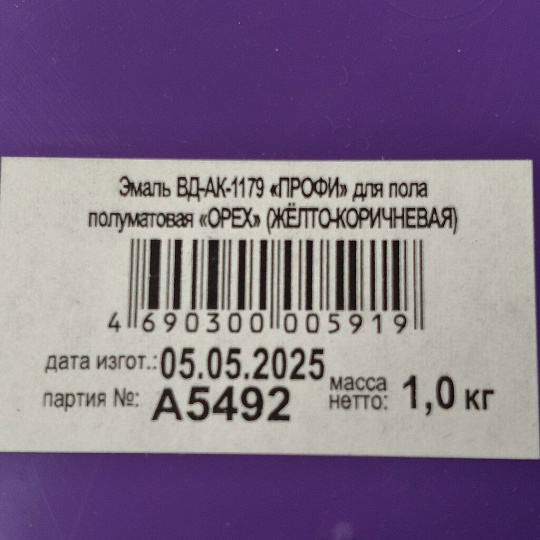 Эмаль ВД-АК-1179 «ПРОФИ» для пола
полуматовая «ОРЕХ» (ЖЁЛТО-КОРИЧНЕВАЯ)
4 690300 005919
дата изгот.: 05.05.2025
партия №: А5492
масса нетто: 1,0 кг